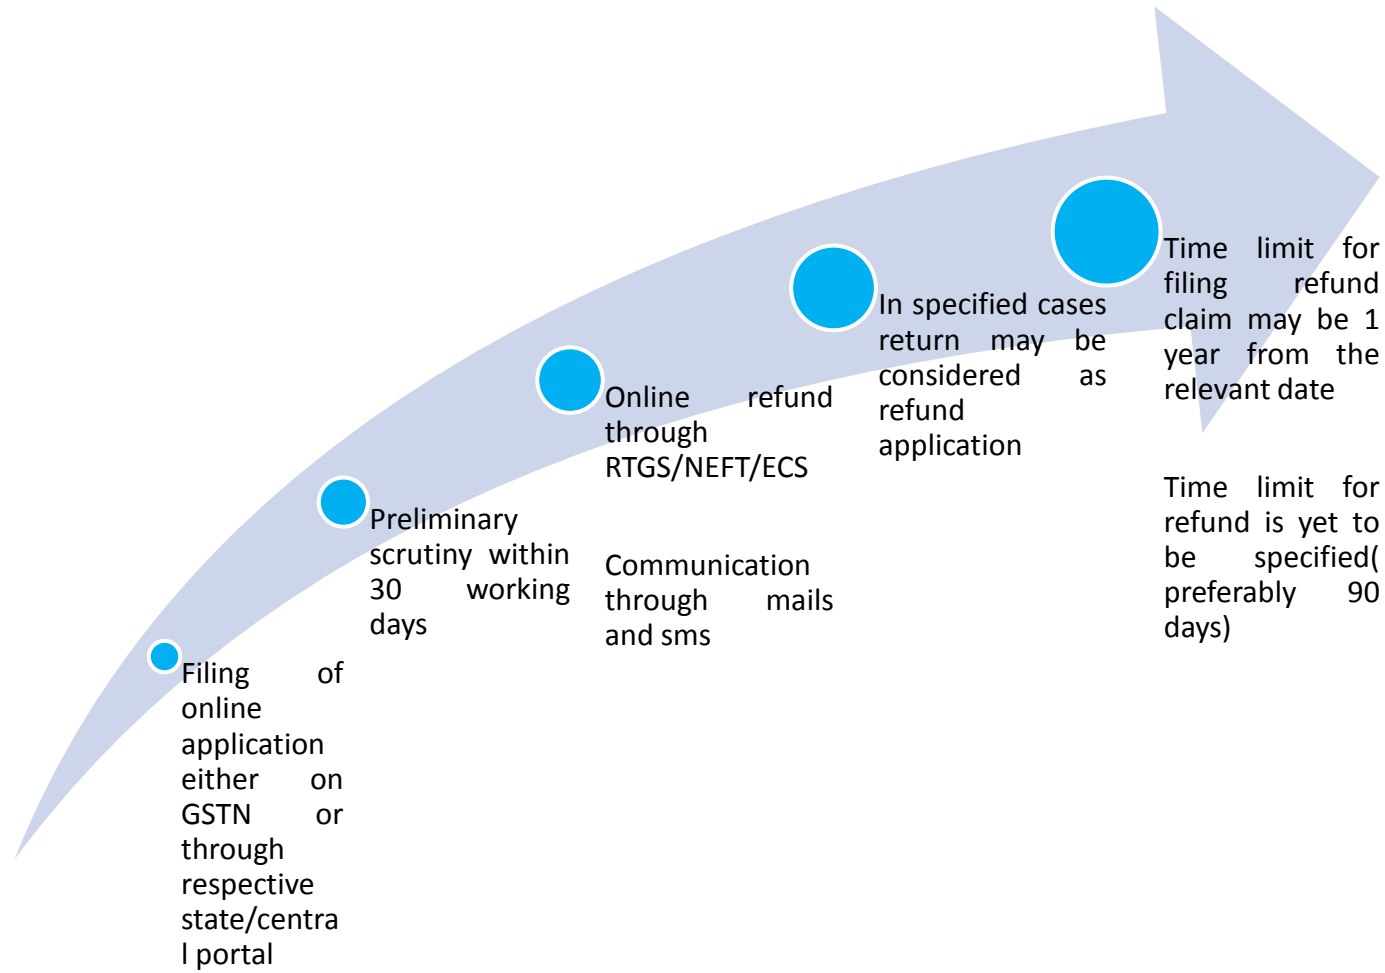 Filing of
online
application
either on
GSTN or
through
respective
state/centra
l portal
Preliminary
scrutiny within
30 working
days
Online refund
through
RTGS/NEFT/ECS
Communication
through mails
and sms
In specified cases
return may be
considered as
refund
application
Time limit for
filing refund
claim may be 1
year from the
relevant date
Time limit for
refund is yet to
be specified(
preferably 90
days)